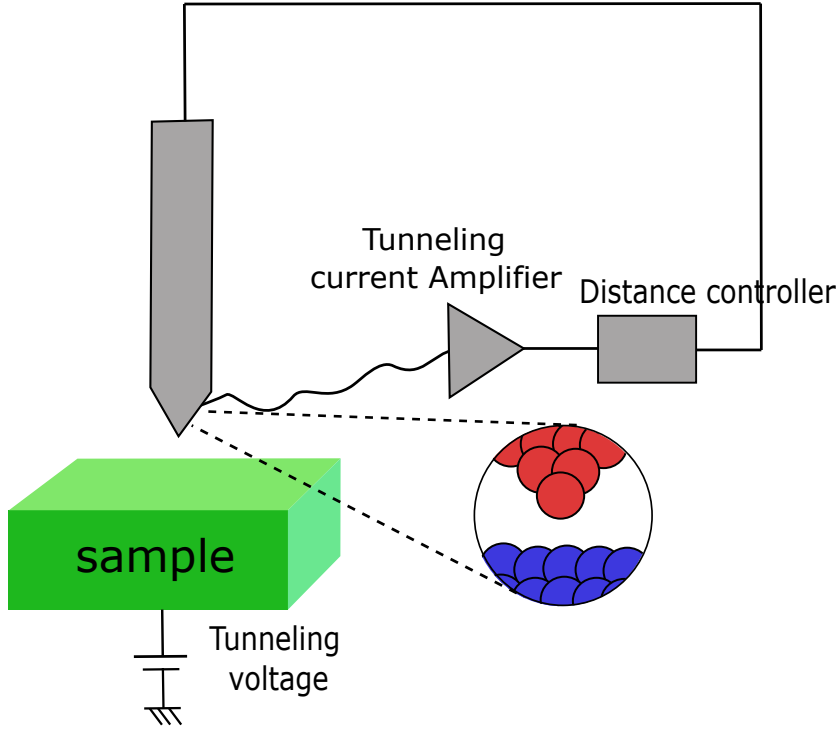 Tunneling
current Amplifier
Distance controller
sample
Tunneling
voltage